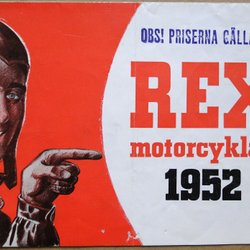 OBS! PRISERNA GÄLLA
REX
motorcykla
1952